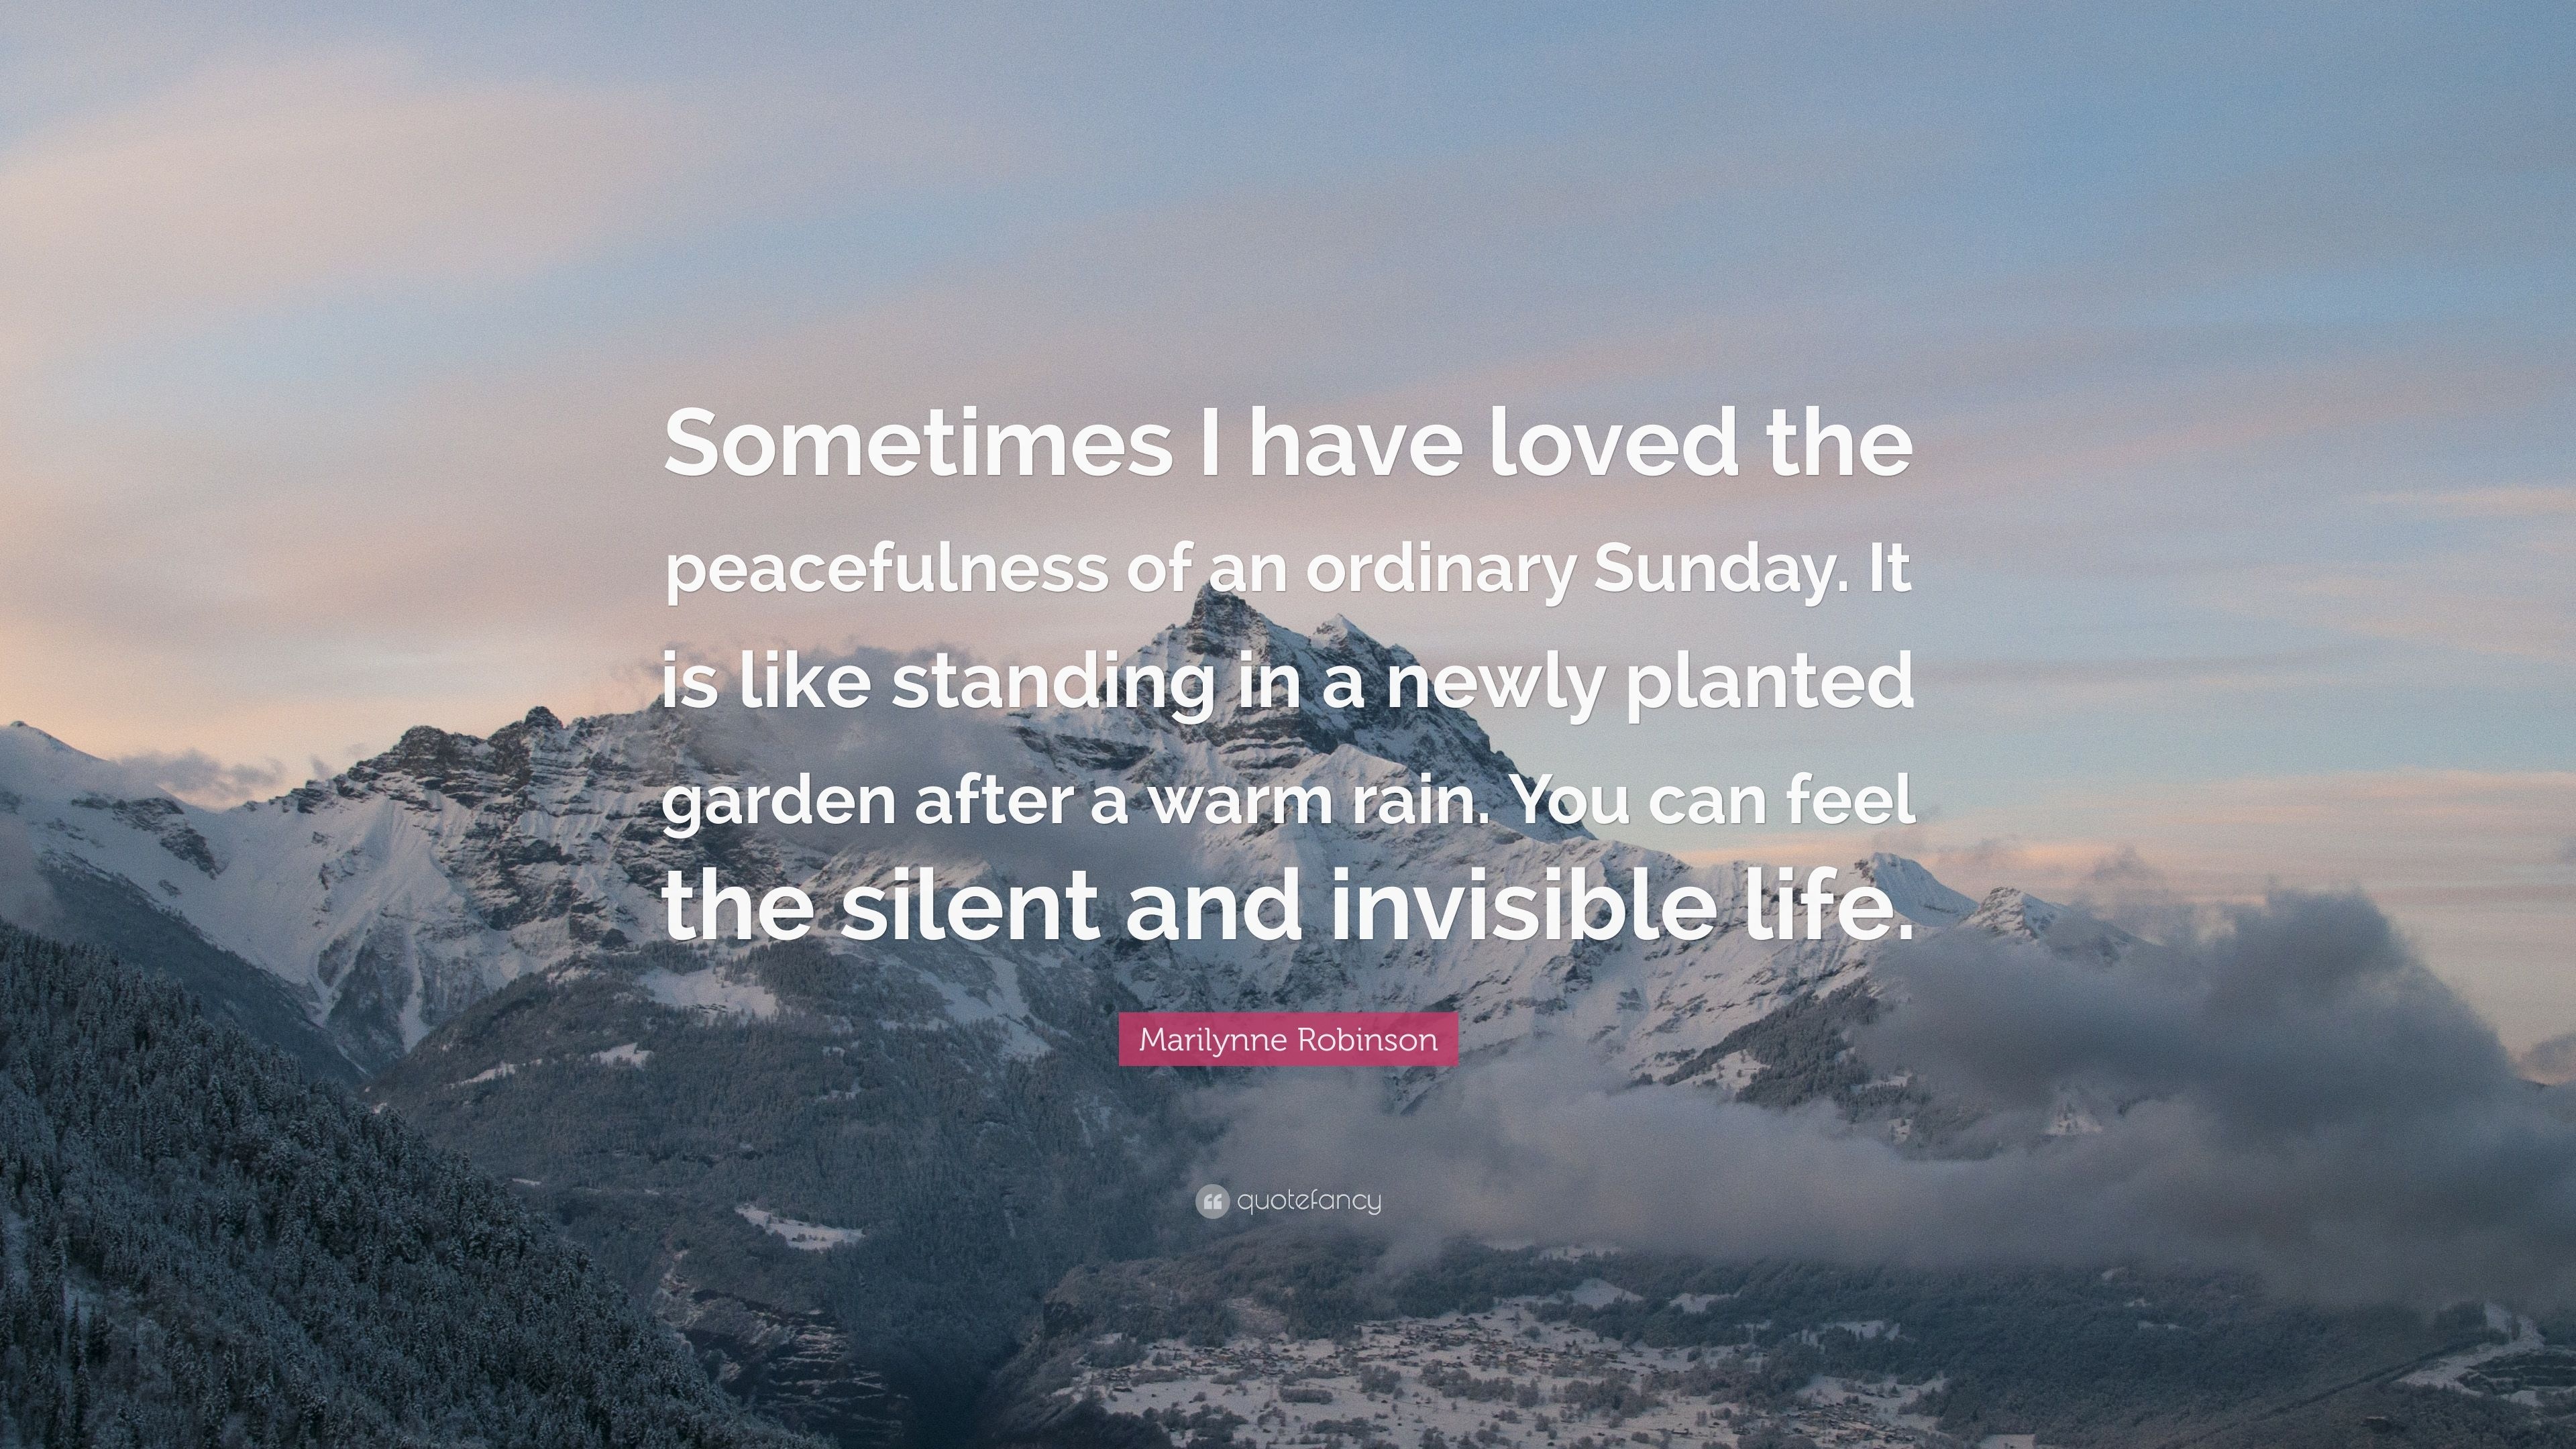 Sometimes I have loved the
peacefulness of an ordinary Sunday. It
is like standing in a newly planted
garden after a warm rain. You can feel
the silent and invisible life.
Marilynne Robinson
quotefancy